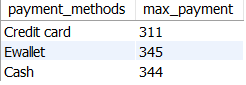 payment_methods max_payment
Credit card 311
Ewallet 345
Cash 344